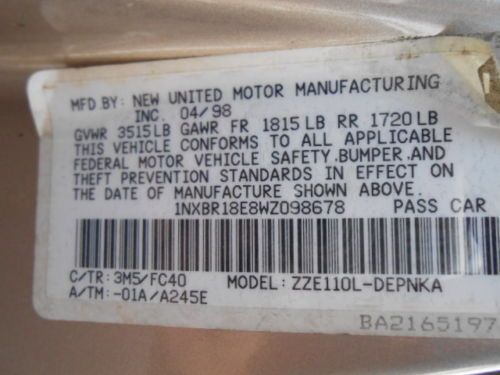 MFD.BY: NEW UNITED MOTOR MANUFACTURING
INC. 04/98
GVWR 3515LB GAWR FR 1815LB RR 1720LB
THIS VEHICLE CONFORMS TO ALL APPLICABLE
FEDERAL MOTOR VEHICLE SAFETY,BUMPER,AND
THEFT PREVENTION STANDARDS IN EFFECT ON
THE DATE OF MANUFACTURE SHOWN ABOVE.
1NXBR18E8WZ098678 PASS CAR
C/TR:3M5/FC40 MODEL:ZZE110L-DEPNKA
A/TM:-01A/A245E
BA2165197